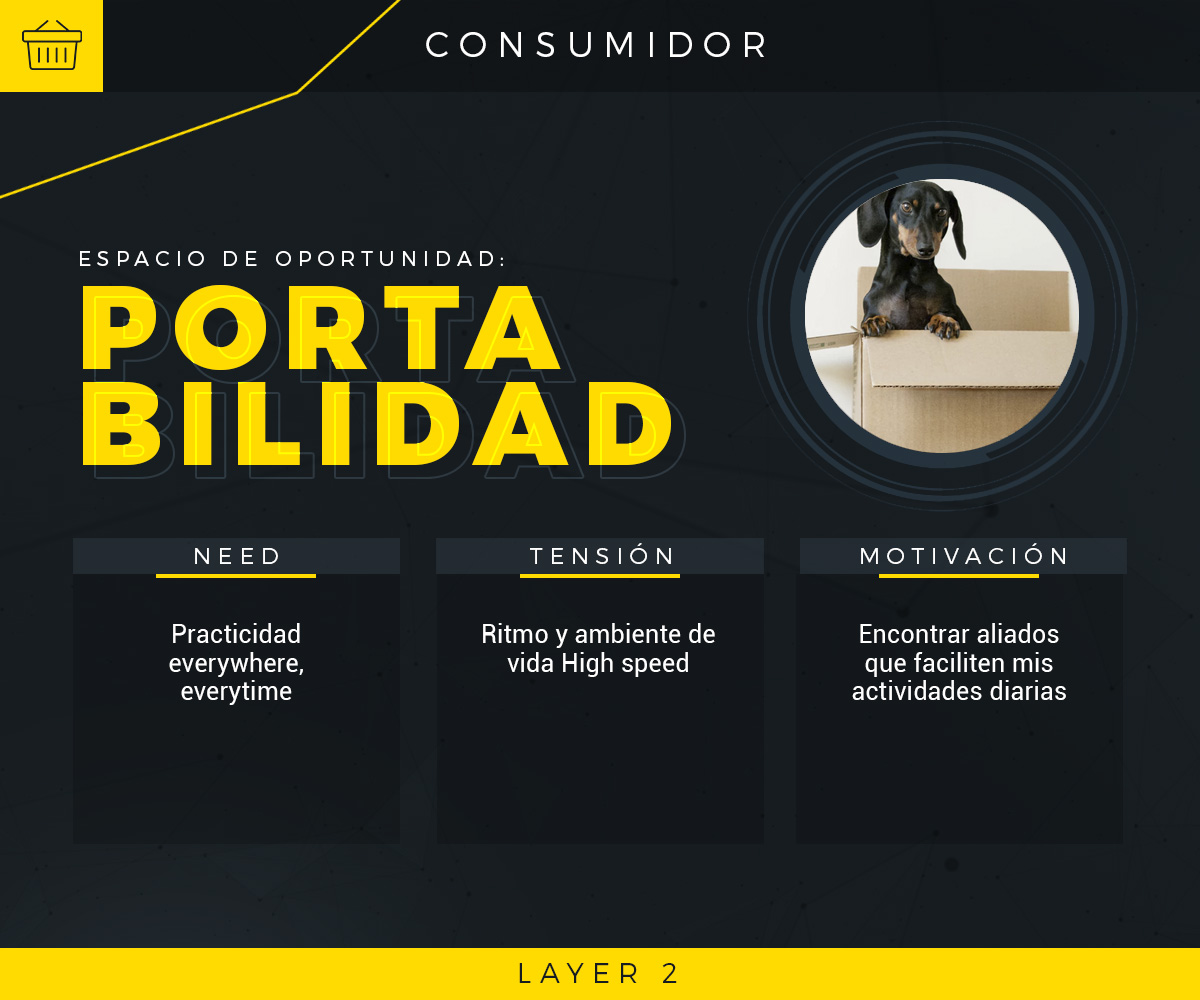 CONSUMIDOR
ESPACIO DE OPORTUNIDAD:
PORTA
BILIDAD
NEED
Practicidad
everywhere,
everytime
TENSIÓN
Ritmo y ambiente de
vida High speed
MOTIVACIÓN
Encontrar aliados
que faciliten mis
actividades diarias
LAYER 2